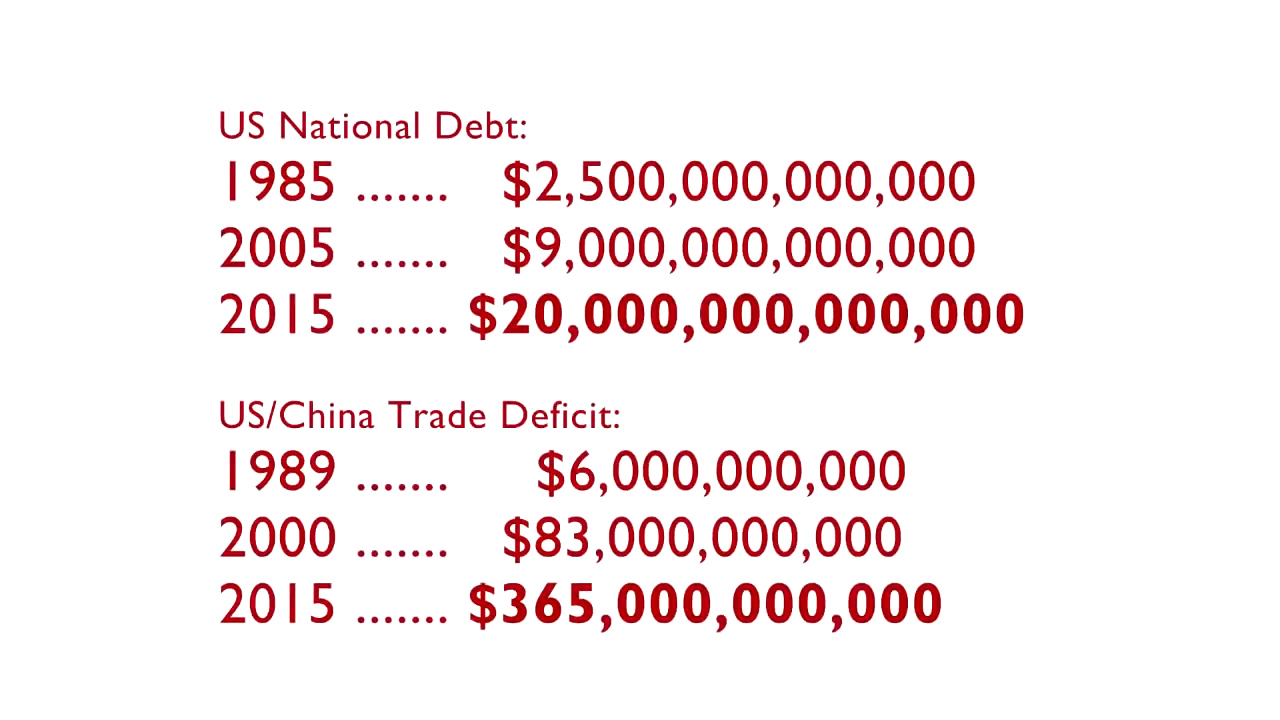 US National Debt:
1985 ....... $2,500,000,000,000
2005 ....... $9,000,000,000,000
2015 ....... $20,000,000,000,000
US/China Trade Deficit:
1989 ....... $6,000,000,000
2000 ....... $83,000,000,000
2015 ....... $365,000,000,000